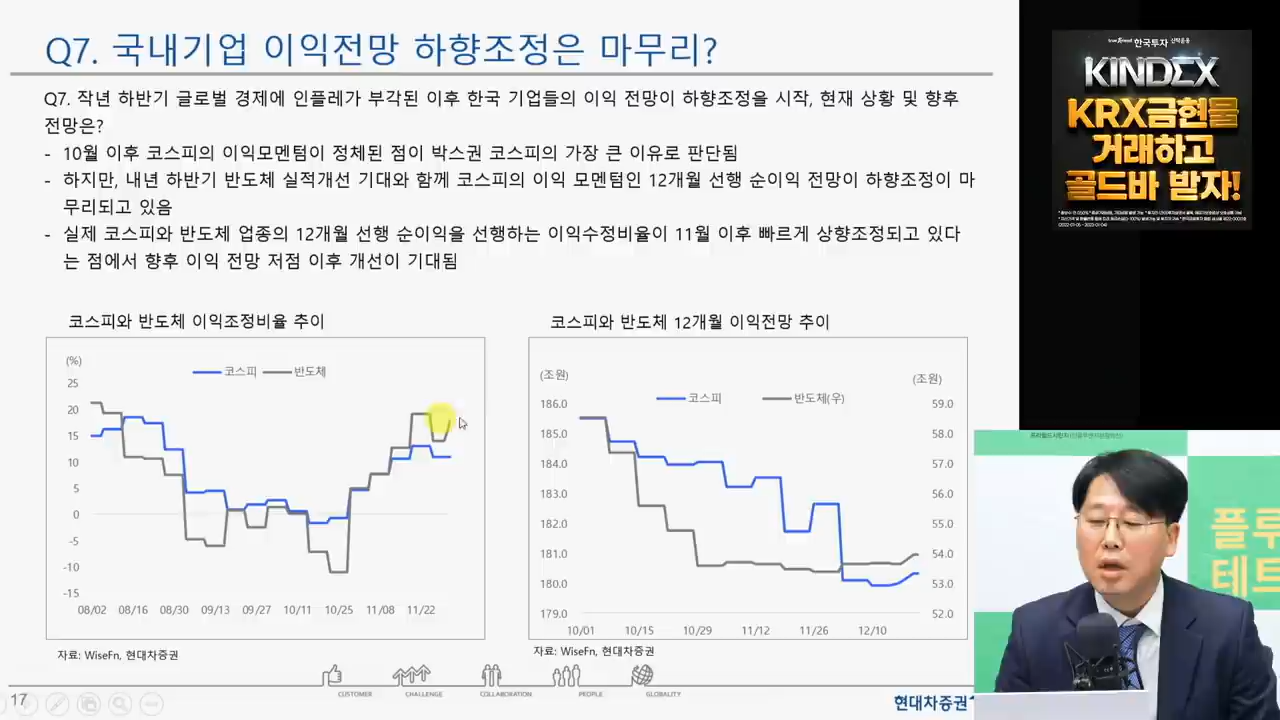 Q7. 국내기업 이익전망 하향조정은 마무리?
Q7. 작년 하반기 글로벌 경제에 인플레가 부각된 이후 한국 기업들의 이익 전망이 하향조정을 시작, 현재 상황 및 향후
전망은?
- 10월 이후 코스피의 이익모멘텀이 정체된 점이 박스권 코스피의 가장 큰 이유로 판단됨
- 하지만, 내년 하반기 반도체 실적개선 기대와 함께 코스피의 이익 모멘텀인 12개월 선행 순이익 전망이 하향조정이 마
무리되고 있음
- 실제 코스피와 반도체 업종의 12개월 선행 순이익을 선행하는 이익수정비율이 11월 이후 빠르게 상향조정되고 있다
는 점에서 향후 이익 전망 저점 이후 개선이 기대됨
코스피와 반도체 이익조정비율 추이
(%)
코스피 반도체
25
20
15
10
5
0
-5
-10
-15
08/02 08/16 08/30 09/13 09/27 10/11 10/25 11/08 11/22
자료: WiseFn, 현대차증권
코스피와 반도체 12개월 이익전망 추이
(조원) (조원)
코스피 반도체(우)
186.0 59.0
185.0 58.0
184.0 57.0
183.0 56.0
182.0 55.0
181.0 54.0
180.0 53.0
179.0 52.0
10/01 10/15 10/29 11/12 11/26 12/10
자료: WiseFn, 현대차증권
17
CUSTOMER CHALLENGE COLLABORATION PEOPLE GLOBALITY
현대차증권
한국투자 신탁운용
KINDEX
KRX금현물
거래하고
골드바 받자!
플루
테트